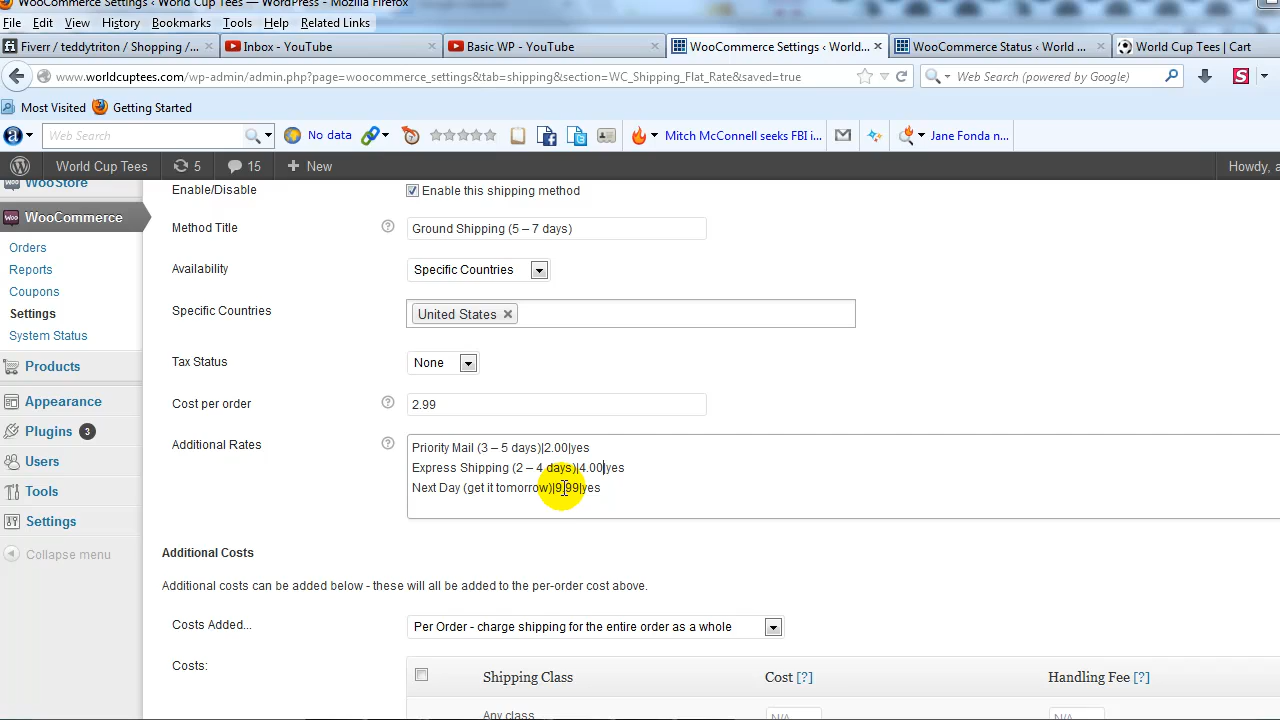 WooCommerce Settings ‹ World Cup Tees — WordPress - Mozilla Firefox
File Edit View History Bookmarks Tools Help Related Links
Fiverr / teddytriton / Shopping /... Inbox - YouTube Basic WP - YouTube WooCommerce Settings ‹ World... WooCommerce Status ‹ World ... World Cup Tees | Cart
www.worldcuptees.com/wp-admin/admin.php?page=woocommerce_settings&tab=shipping&section=WC_Shipping_Flat_Rate&saved=true Web Search (powered by Google)
Most Visited Getting Started
Web Search No data Mitch McConnell seeks FBI i... Jane Fonda n...
World Cup Tees 5 15 New Howdy, a
WooStore
Enable/Disable Enable this shipping method
WooCommerce
Method Title Ground Shipping (5 – 7 days)
Orders
Reports
Availability Specific Countries
Coupons
Settings
Specific Countries United States
System Status
Products
Tax Status None
Appearance
Cost per order 2.99
Plugins 3
Additional Rates Priority Mail (3 – 5 days)|2.00|yes
Express Shipping (2 – 4 days)|4.00|yes
Next Day (get it tomorrow)|9.99|yes
Users
Tools
Settings
Collapse menu
Additional Costs
Additional costs can be added below - these will all be added to the per-order cost above.
Costs Added... Per Order - charge shipping for the entire order as a whole
Costs: Shipping Class Cost [?] Handling Fee [?]
Any class N/A N/A